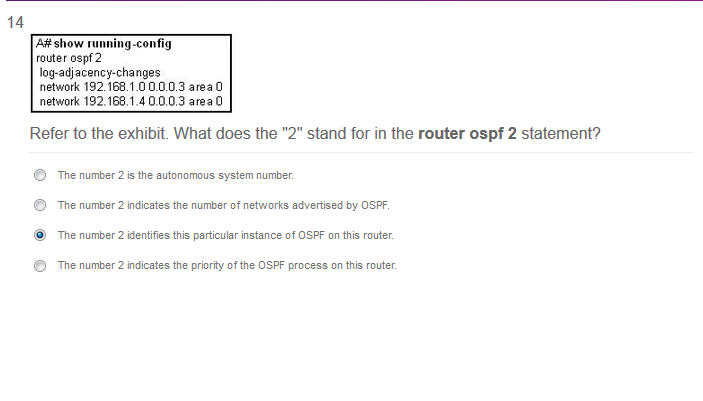 14
A# show running-config
router ospf 2
log-adjacency-changes
network 192.168.1.0 0.0.0.3 area 0
network 192.168.1.4 0.0.0.3 area 0
Refer to the exhibit. What does the "2" stand for in the router ospf 2 statement?
The number 2 is the autonomous system number.
The number 2 indicates the number of networks advertised by OSPF.
The number 2 identifies this particular instance of OSPF on this router.
The number 2 indicates the priority of the OSPF process on this router.